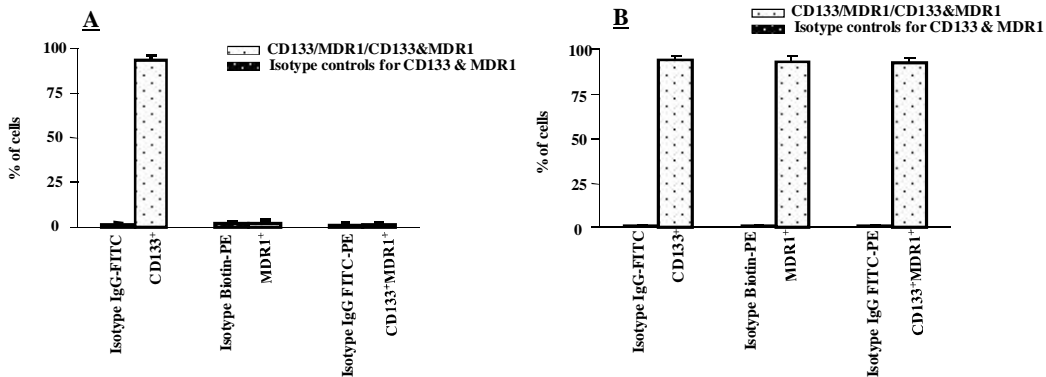 A
CD133/MDR1/CD133&MDR1
Isotype controls for CD133 & MDR1
% of cells
100
75
50
25
0
Isotype IgG-FITC
CD133+
Isotype Biotin-PE
MDR1+
Isotype IgG FITC-PE
CD133+MDR1+
B
CD133/MDR1/CD133&MDR1
Isotype controls for CD133 & MDR1
% of cells
100
75
50
25
0
Isotype IgG-FITC
CD133+
Isotype Biotin-PE
MDR1+
Isotype IgG FITC-PE
CD133+MDR1+